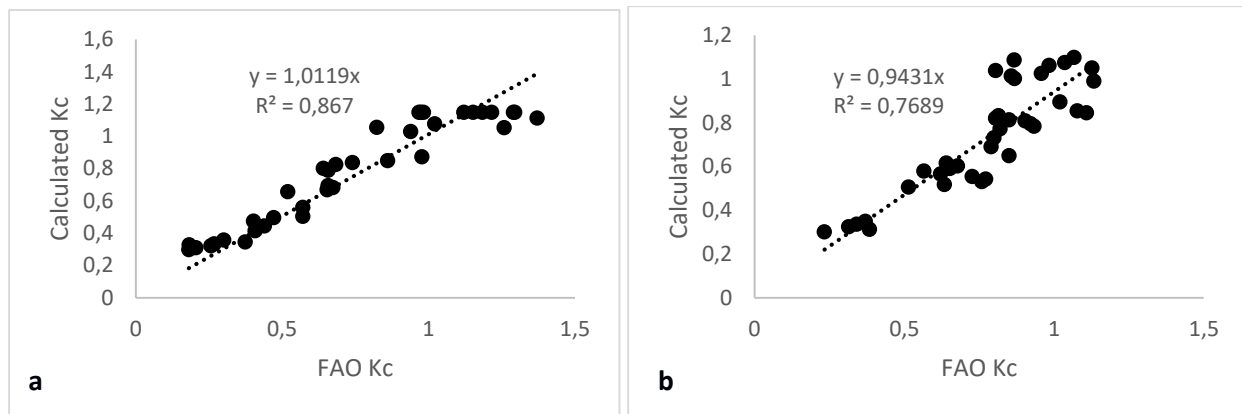 1,6
1,4
1,2
1
0,8
0,6
0,4
0,2
0
Calculated Kc
y = 1,0119x
R² = 0,867
0 0,5 1 1,5
FAO Kc
a
1,2
1
0,8
0,6
0,4
0,2
0
Calculated Kc
y = 0,9431x
R² = 0,7689
0 0,5 1 1,5
FAO Kc
b